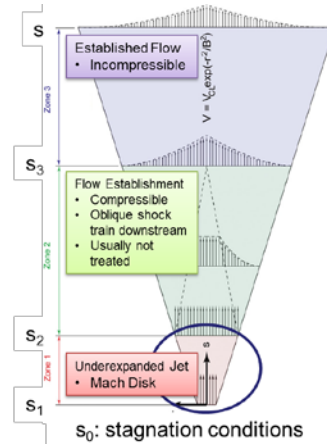 S
Established Flow
• Incompressible
Zone 3
V = V_CL exp(-r²/B²)
S₃
Flow Establishment
• Compressible
• Oblique shock
train downstream
• Usually not
treated
Zone 2
S₂
Underexpanded Jet
• Mach Disk
Zone 1
s
S₁
s₀: stagnation conditions